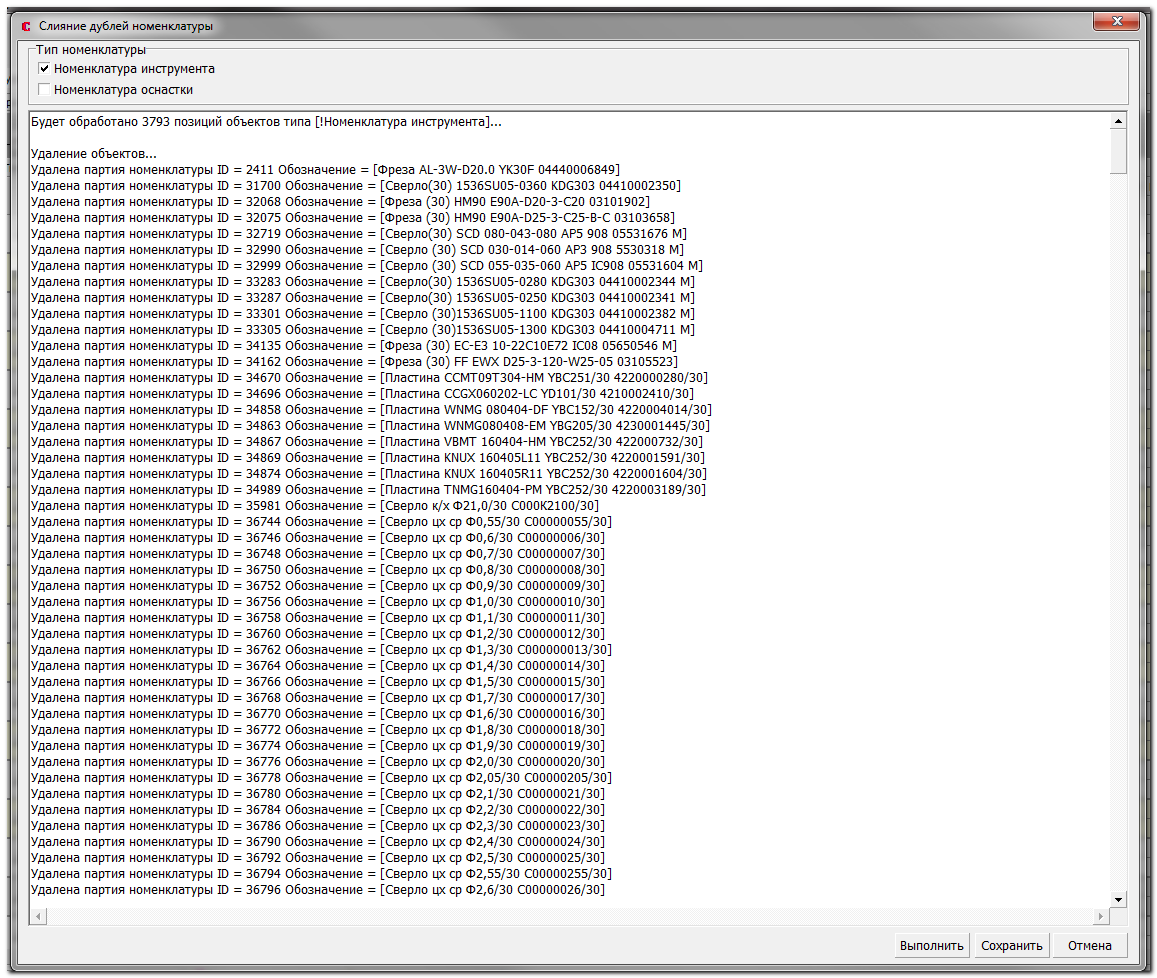 Слияние дублей номенклатуры
Тип номенклатуры
Номенклатура инструмента
Номенклатура оснастки
Будет обработано 3793 позиций объектов типа [!Номенклатура инструмента]...
Удаление объектов...
Удалена партия номенклатуры ID = 2411 Обозначение = [Фреза AL-3W-D20.0 YK30F 04440006849]
Удалена партия номенклатуры ID = 31700 Обозначение = [Сверло(30) 1536SU05-0360 KDG303 04410002350]
Удалена партия номенклатуры ID = 32068 Обозначение = [Фреза (30) HM90 E90A-D20-3-C20 03101902]
Удалена партия номенклатуры ID = 32075 Обозначение = [Фреза (30) HM90 E90A-D25-3-C25-B-C 03103658]
Удалена партия номенклатуры ID = 32719 Обозначение = [Сверло(30) SCD 080-043-080 AP5 908 05531676 М]
Удалена партия номенклатуры ID = 32990 Обозначение = [Сверло (30) SCD 030-014-060 AP3 908 5530318 М]
Удалена партия номенклатуры ID = 32999 Обозначение = [Сверло (30) SCD 055-035-060 AP5 IC908 05531604 М]
Удалена партия номенклатуры ID = 33283 Обозначение = [Сверло(30) 1536SU05-0280 KDG303 04410002344 М]
Удалена партия номенклатуры ID = 33287 Обозначение = [Сверло(30) 1536SU05-0250 KDG303 04410002341 М]
Удалена партия номенклатуры ID = 33301 Обозначение = [Сверло (30)1536SU05-1100 KDG303 04410002382 М]
Удалена партия номенклатуры ID = 33305 Обозначение = [Сверло (30)1536SU05-1300 KDG303 04410004711 М]
Удалена партия номенклатуры ID = 34135 Обозначение = [Фреза (30) EC-E3 10-22C10E72 IC08 05650546 М]
Удалена партия номенклатуры ID = 34162 Обозначение = [Фреза (30) FF EWX D25-3-120-W25-05 03105523]
Удалена партия номенклатуры ID = 34670 Обозначение = [Пластина CCMT09T304-HM YBC251/30 4220000280/30]
Удалена партия номенклатуры ID = 34696 Обозначение = [Пластина CCGX060202-LC YD101/30 4210002410/30]
Удалена партия номенклатуры ID = 34858 Обозначение = [Пластина WNMG 080404-DF YBC152/30 4220004014/30]
Удалена партия номенклатуры ID = 34863 Обозначение = [Пластина WNMG080408-EM YBG205/30 4230001445/30]
Удалена партия номенклатуры ID = 34867 Обозначение = [Пластина VBMT 160404-HM YBC252/30 422000732/30]
Удалена партия номенклатуры ID = 34869 Обозначение = [Пластина KNUX 160405L11 YBC252/30 4220001591/30]
Удалена партия номенклатуры ID = 34874 Обозначение = [Пластина KNUX 160405R11 YBC252/30 4220001604/30]
Удалена партия номенклатуры ID = 34989 Обозначение = [Пластина TNMG160404-PM YBC252/30 4220003189/30]
Удалена партия номенклатуры ID = 35981 Обозначение = [Сверло к/х Ф21,0/30 C000K2100/30]
Удалена партия номенклатуры ID = 36744 Обозначение = [Сверло цх ср Ф0,55/30 C00000055/30]
Удалена партия номенклатуры ID = 36746 Обозначение = [Сверло цх ср Ф0,6/30 C00000006/30]
Удалена партия номенклатуры ID = 36748 Обозначение = [Сверло цх ср Ф0,7/30 C00000007/30]
Удалена партия номенклатуры ID = 36750 Обозначение = [Сверло цх ср Ф0,8/30 C00000008/30]
Удалена партия номенклатуры ID = 36752 Обозначение = [Сверло цх ср Ф0,9/30 C00000009/30]
Удалена партия номенклатуры ID = 36756 Обозначение = [Сверло цх ср Ф1,0/30 C00000010/30]
Удалена партия номенклатуры ID = 36758 Обозначение = [Сверло цх ср Ф1,1/30 C00000011/30]
Удалена партия номенклатуры ID = 36760 Обозначение = [Сверло цх ср Ф1,2/30 C00000012/30]
Удалена партия номенклатуры ID = 36762 Обозначение = [Сверло цх ср Ф1,3/30 C000000013/30]
Удалена партия номенклатуры ID = 36764 Обозначение = [Сверло цх ср Ф1,4/30 C00000014/30]
Удалена партия номенклатуры ID = 36766 Обозначение = [Сверло цх ср Ф1,5/30 C00000015/30]
Удалена партия номенклатуры ID = 36768 Обозначение = [Сверло цх ср Ф1,7/30 C00000017/30]
Удалена партия номенклатуры ID = 36770 Обозначение = [Сверло цх ср Ф1,6/30 C00000016/30]
Удалена партия номенклатуры ID = 36772 Обозначение = [Сверло цх ср Ф1,8/30 C00000018/30]
Удалена партия номенклатуры ID = 36774 Обозначение = [Сверло цх ср Ф1,9/30 C00000019/30]
Удалена партия номенклатуры ID = 36776 Обозначение = [Сверло цх ср Ф2,0/30 C00000020/30]
Удалена партия номенклатуры ID = 36778 Обозначение = [Сверло цх ср Ф2,05/30 C00000205/30]
Удалена партия номенклатуры ID = 36780 Обозначение = [Сверло цх ср Ф2,1/30 C00000021/30]
Удалена партия номенклатуры ID = 36784 Обозначение = [Сверло цх ср Ф2,2/30 C00000022/30]
Удалена партия номенклатуры ID = 36786 Обозначение = [Сверло цх ср Ф2,3/30 C00000023/30]
Удалена партия номенклатуры ID = 36790 Обозначение = [Сверло цх ср Ф2,4/30 C00000024/30]
Удалена партия номенклатуры ID = 36792 Обозначение = [Сверло цх ср Ф2,5/30 C00000025/30]
Удалена партия номенклатуры ID = 36794 Обозначение = [Сверло цх ср Ф2,55/30 C00000255/30]
Удалена партия номенклатуры ID = 36796 Обозначение = [Сверло цх ср Ф2,6/30 C00000026/30]
Выполнить Сохранить Отмена